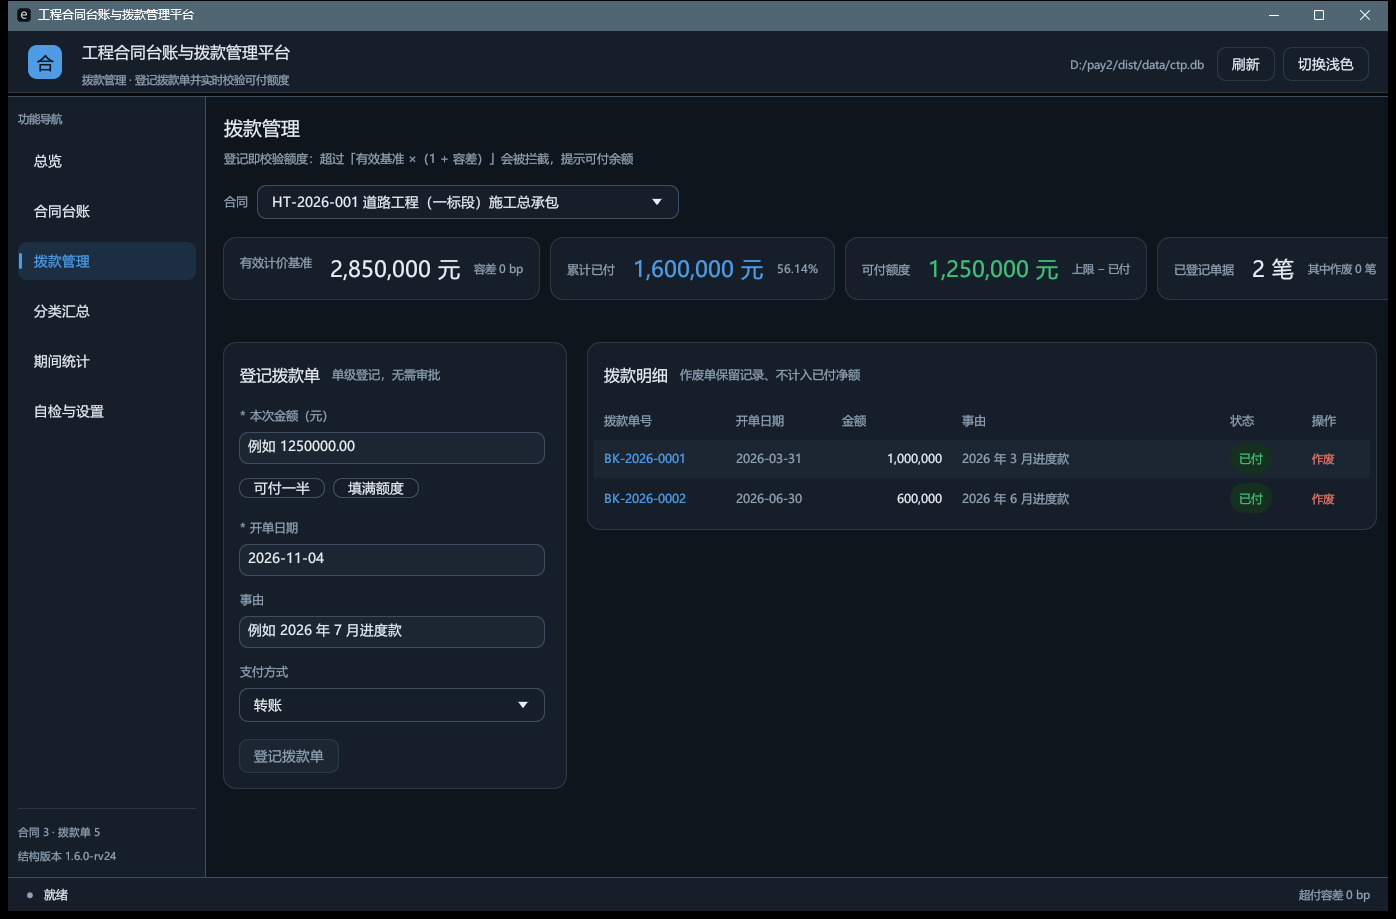 工程合同台账与拨款管理平台
合
工程合同台账与拨款管理平台
拨款管理 · 登记拨款单并实时校验可付额度
D:/pay2/dist/data/ctp.db
刷新
切换浅色
功能导航
总览
合同台账
拨款管理
分类汇总
期间统计
自检与设置
合同 3 · 拨款单 5
结构版本 1.6.0-rv24
拨款管理
登记即校验额度：超过「有效基准 ×（1 + 容差）」会被拦截，提示可付余额
合同
HT-2026-001 道路工程（一标段）施工总承包
有效计价基准 2,850,000 元 容差 0 bp
累计已付 1,600,000 元 56.14%
可付额度 1,250,000 元 上限 − 已付
已登记单据 2 笔 其中作废 0 笔
登记拨款单 单级登记，无需审批
* 本次金额（元）
例如 1250000.00
可付一半 填满额度
* 开单日期
2026-11-04
事由
例如 2026 年 7 月进度款
支付方式
转账
登记拨款单
拨款明细 作废单保留记录、不计入已付净额
拨款单号 开单日期 金额 事由 状态 操作
BK-2026-0001 2026-03-31 1,000,000 2026 年 3 月进度款 已付 作废
BK-2026-0002 2026-06-30 600,000 2026 年 6 月进度款 已付 作废
就绪
超付容差 0 bp